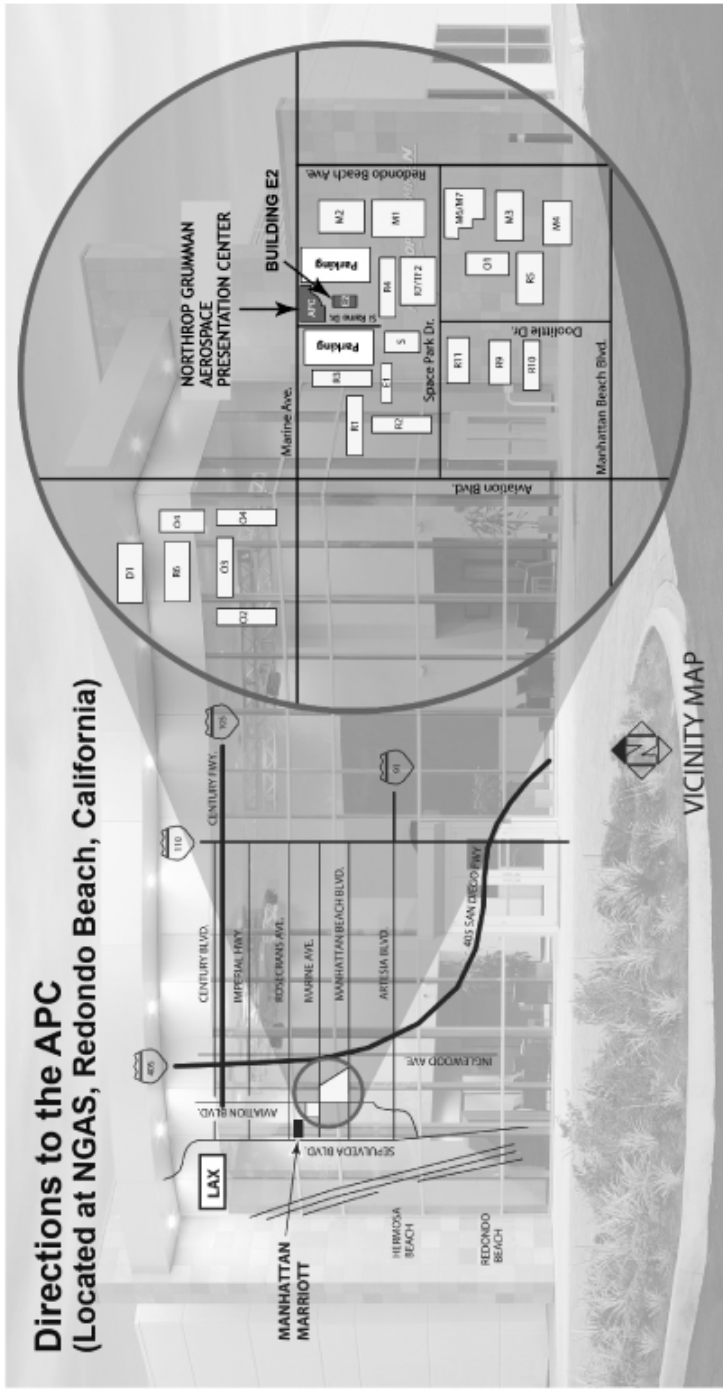 Directions to the APC
(Located at NGAS, Redondo Beach, California)
LAX
MANHATTAN
MARRIOTT
HERMOSA
BEACH
REDONDO
BEACH
SEPULVEDA BLVD.
AVIATION BLVD.
INGLEWOOD AVE.
405
110
105
91
CENTURY BLVD.
CENTURY FWY.
IMPERIAL HWY.
ROSECRANS AVE.
MARINE AVE.
MANHATTAN BEACH BLVD.
ARTESIA BLVD.
405 SAN DIEGO FWY
NORTHROP GRUMMAN
AEROSPACE
PRESENTATION CENTER
BUILDING E2
D1
O4
R6
O4
O3
O2
Marine Ave.
Aviation Blvd.
Redondo Beach Ave.
Space Park Dr.
Doolittle Dr.
Manhattan Beach Blvd.
APC
E2
Parking
Parking
M2
M1
R4
R7/TF2
S
R3
E1
R1
R2
M3
M4
O1
R5
R11
R9
R10
N
VICINITY MAP